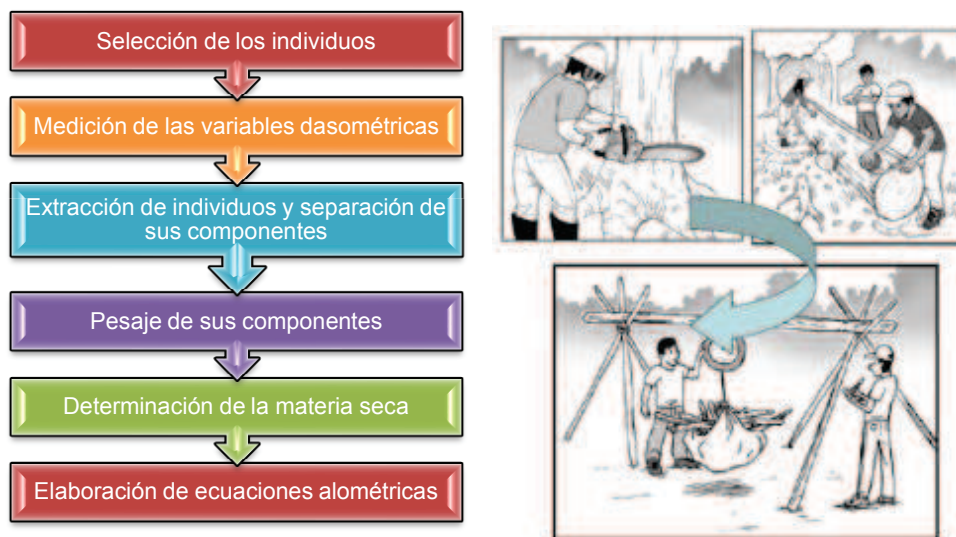 Selección de los individuos
Medición de las variables dasométricas
Extracción de individuos y separación de
sus componentes
Pesaje de sus componentes
Determinación de la materia seca
Elaboración de ecuaciones alométricas